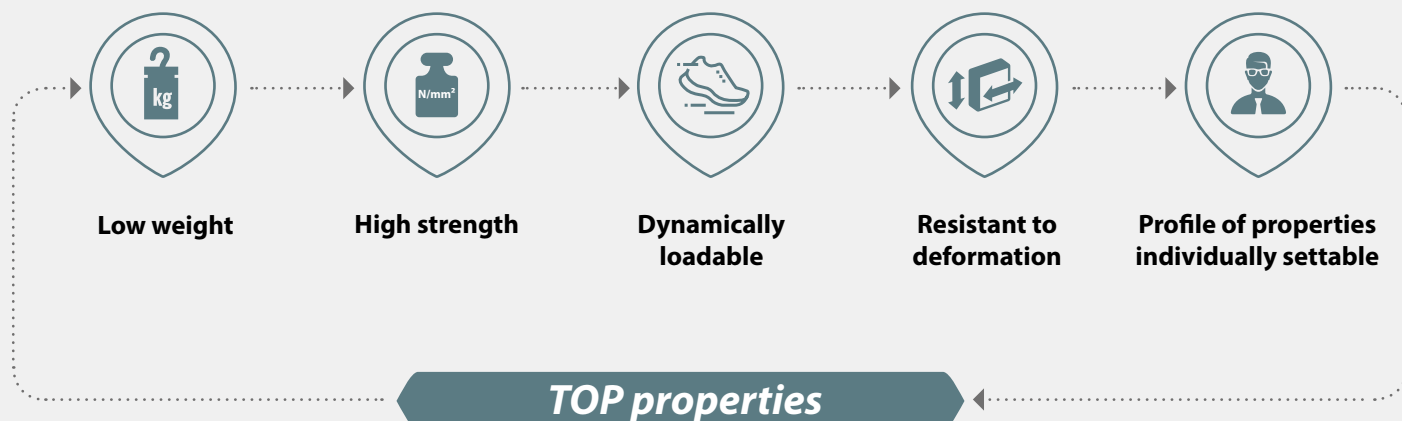 kg
N/mm²
Low weight
High strength
Dynamically
loadable
Resistant to
deformation
Profile of properties
individually settable
TOP properties